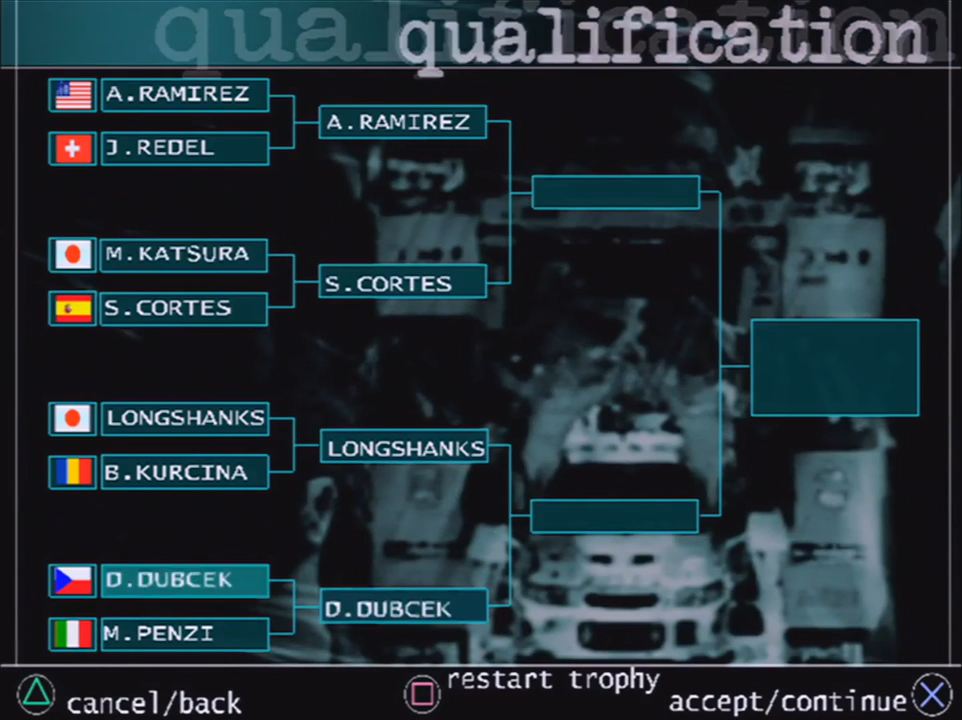 qualification
A.RAMIREZ
J.REDEL
A.RAMIREZ
M.KATSURA
S.CORTES
S.CORTES
LONGSHANKS
B.KURCINA
LONGSHANKS
D.DUBCEK
M.PENZI
D.DUBCEK
cancel/back
restart trophy
accept/continue